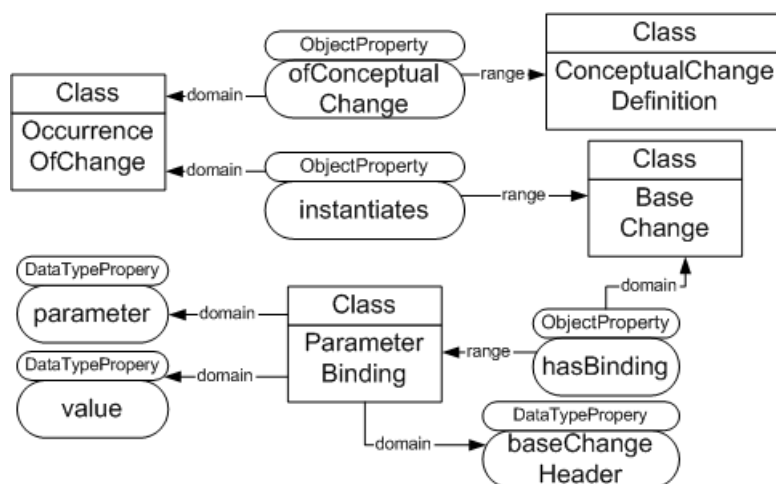 ObjectProperty
ofConceptual
Change
domain
range
Class
ConceptualChange
Definition
Class
Occurrence
OfChange
domain
ObjectProperty
instantiates
range
Class
Base
Change
DataTypePropery
parameter
domain
Class
Parameter
Binding
domain
ObjectProperty
hasBinding
range
DataTypePropery
value
domain
domain
DataTypePropery
baseChange
Header